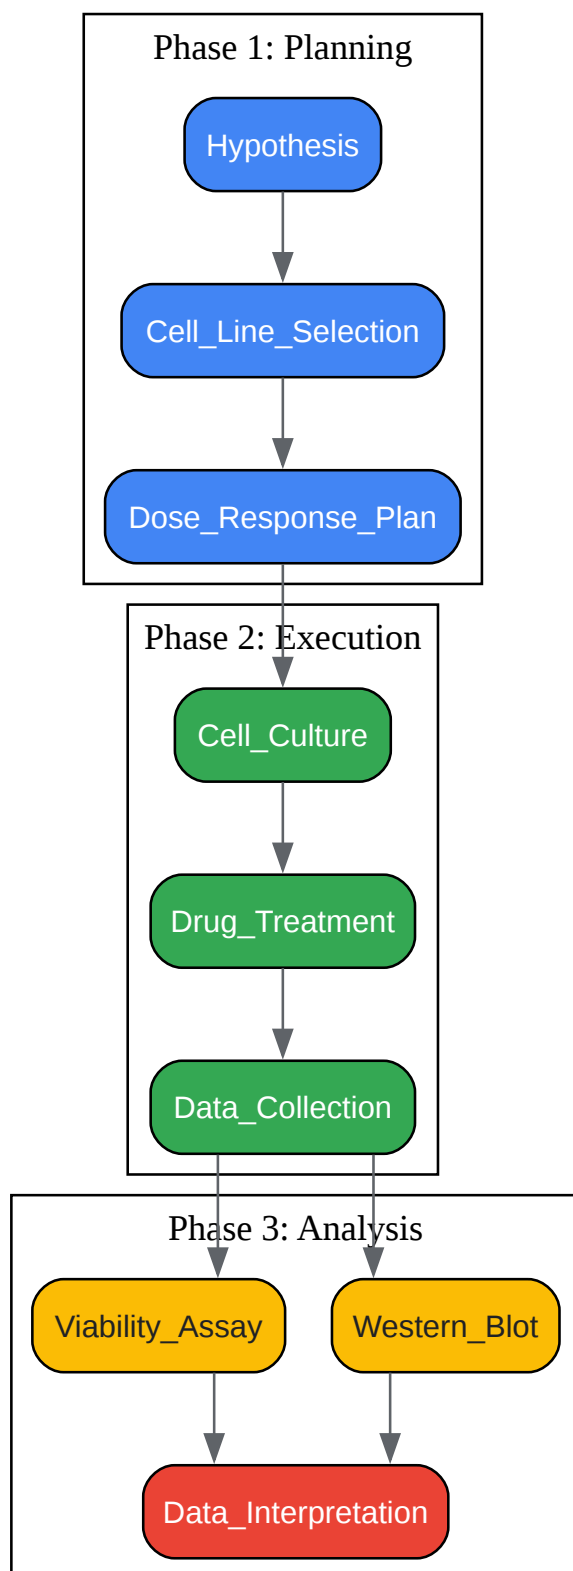 Phase 1: Planning
Hypothesis
Cell_Line_Selection
Dose_Response_Plan
Phase 2: Execution
Cell_Culture
Drug_Treatment
Data_Collection
Phase 3: Analysis
Viability_Assay
Western_Blot
Data_Interpretation